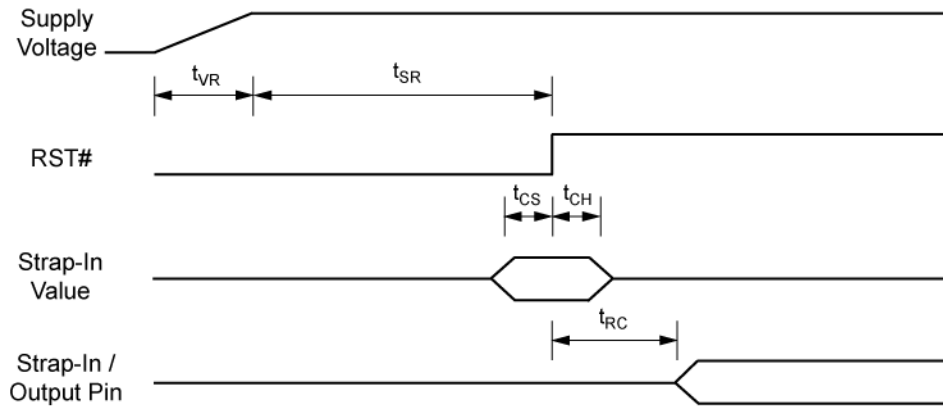 Supply
Voltage
tVR
tSR
RST#
tCS
tCH
Strap-In
Value
tRC
Strap-In /
Output Pin